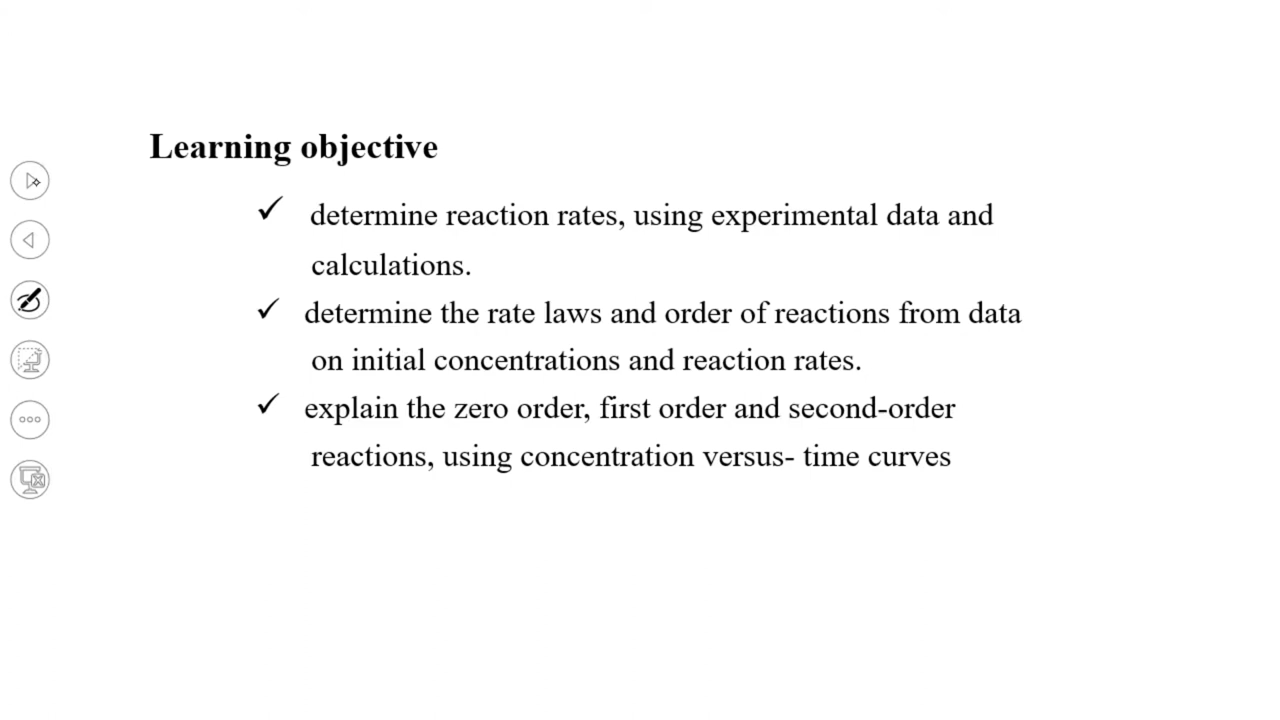 Learning objective
✓ determine reaction rates, using experimental data and
calculations.
✓ determine the rate laws and order of reactions from data
on initial concentrations and reaction rates.
✓ explain the zero order, first order and second-order
reactions, using concentration versus- time curves